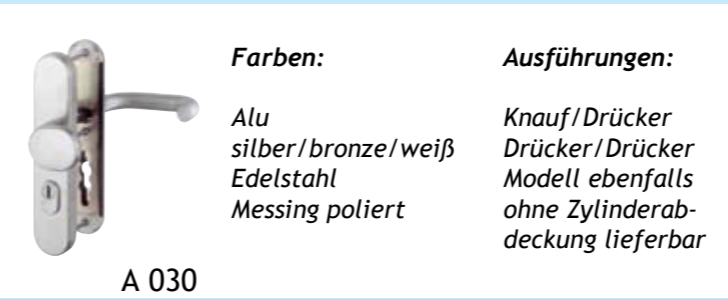 Farben:
Alu
silber/bronze/weiß
Edelstahl
Messing poliert
Ausführungen:
Knauf/Drücker
Drücker/Drücker
Modell ebenfalls
ohne Zylinderab-
deckung lieferbar
A 030